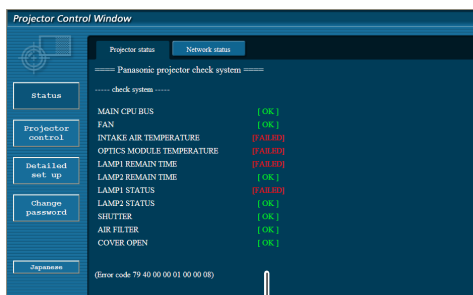 Projector Control Window
Projector status
Network status
==== Panasonic projector check system ====
----- check system -----
Status
MAIN CPU BUS [ OK ]
FAN [ OK ]
Projector control
INTAKE AIR TEMPERATURE [FAILED]
OPTICS MODULE TEMPERATURE [FAILED]
LAMP1 REMAIN TIME [FAILED]
Detailed set up
LAMP2 REMAIN TIME [ OK ]
LAMP1 STATUS [FAILED]
LAMP2 STATUS [ OK ]
Change password
SHUTTER [ OK ]
AIR FILTER [ OK ]
COVER OPEN [ OK ]
Japanese
(Error code 79 40 00 00 01 00 00 08)